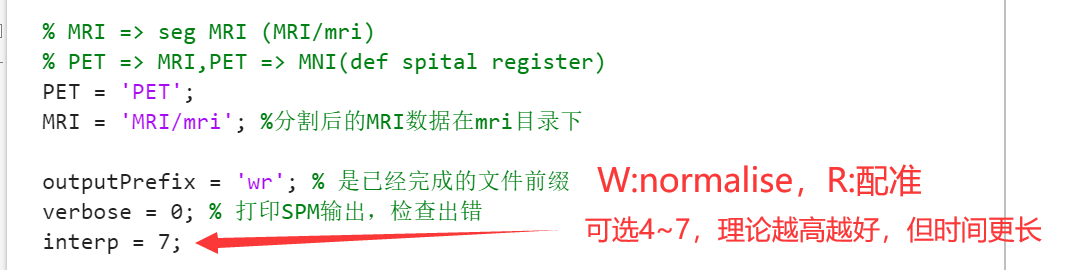 % MRI => seg MRI (MRI/mri)
% PET => MRI,PET => MNI(def spital register)
PET = 'PET';
MRI = 'MRI/mri'; %分割后的MRI数据在mri目录下
outputPrefix = 'wr'; % 是已经完成的文件前缀
W:normalise，R:配准
verbose = 0; % 打印SPM输出，检查出错
interp = 7;
可选4~7，理论越高越好，但时间更长